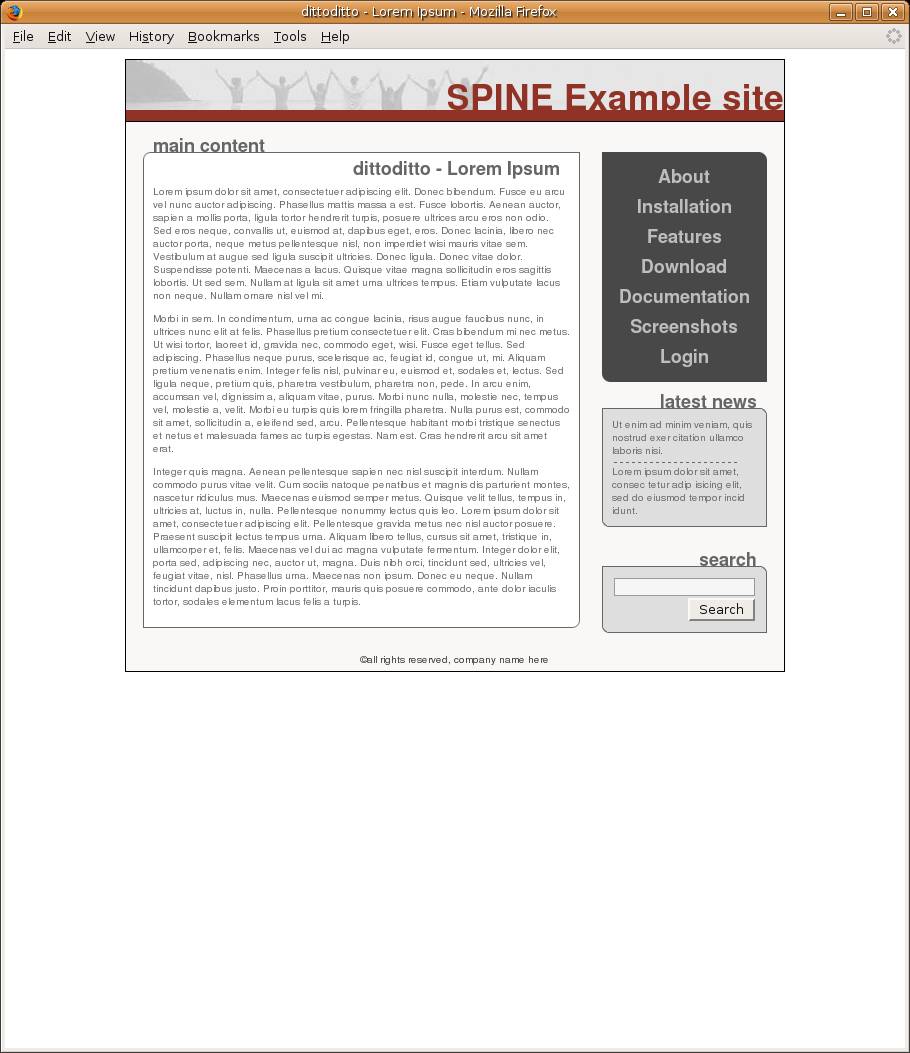 dittoditto - Lorem Ipsum - Mozilla Firefox
File Edit View History Bookmarks Tools Help
SPINE Example site
main content
dittoditto - Lorem Ipsum
Lorem ipsum dolor sit amet, consectetuer adipiscing elit. Donec bibendum. Fusce eu arcu
vel nunc auctor adipiscing. Phasellus mattis massa a est. Fusce lobortis. Aenean auctor,
sapien a mollis porta, ligula tortor hendrerit turpis, posuere ultrices arcu eros non odio.
Sed eros neque, convallis ut, euismod at, dapibus eget, eros. Donec lacinia, libero nec
auctor porta, neque metus pellentesque nisl, non imperdiet wisi mauris vitae sem.
Vestibulum at augue sed ligula suscipit ultricies. Donec ligula. Donec vitae dolor.
Suspendisse potenti. Maecenas a lacus. Quisque vitae magna sollicitudin eros sagittis
lobortis. Ut sed sem. Nullam at ligula sit amet urna ultrices tempus. Etiam vulputate lacus
non neque. Nullam ornare nisl vel mi.
Morbi in sem. In condimentum, urna ac congue lacinia, risus augue faucibus nunc, in
ultrices nunc elit at felis. Phasellus pretium consectetuer elit. Cras bibendum mi nec metus.
Ut wisi tortor, laoreet id, gravida nec, commodo eget, wisi. Fusce eget tellus. Sed
adipiscing. Phasellus neque purus, scelerisque ac, feugiat id, congue ut, mi. Aliquam
pretium venenatis enim. Integer felis nisl, pulvinar eu, euismod et, sodales et, lectus. Sed
ligula neque, pretium quis, pharetra vestibulum, pharetra non, pede. In arcu enim,
accumsan vel, dignissim a, aliquam vitae, purus. Morbi nunc nulla, molestie nec, tempus
vel, molestie a, velit. Morbi eu turpis quis lorem fringilla pharetra. Nulla purus est, commodo
sit amet, sollicitudin a, eleifend sed, arcu. Pellentesque habitant morbi tristique senectus
et netus et malesuada fames ac turpis egestas. Nam est. Cras hendrerit arcu sit amet
erat.
Integer quis magna. Aenean pellentesque sapien nec nisl suscipit interdum. Nullam
commodo purus vitae velit. Cum sociis natoque penatibus et magnis dis parturient montes,
nascetur ridiculus mus. Maecenas euismod semper metus. Quisque velit tellus, tempus in,
ultricies at, luctus in, nulla. Pellentesque nonummy lectus quis leo. Lorem ipsum dolor sit
amet, consectetuer adipiscing elit. Pellentesque gravida metus nec nisl auctor posuere.
Praesent suscipit lectus tempus urna. Aliquam libero tellus, cursus sit amet, tristique in,
ullamcorper et, felis. Maecenas vel dui ac magna vulputate fermentum. Integer dolor elit,
porta sed, adipiscing nec, auctor ut, magna. Duis nibh orci, tincidunt sed, ultricies vel,
feugiat vitae, nisl. Phasellus urna. Maecenas non ipsum. Donec eu neque. Nullam
tincidunt dapibus justo. Proin porttitor, mauris quis posuere commodo, ante dolor iaculis
tortor, sodales elementum lacus felis a turpis.
About
Installation
Features
Download
Documentation
Screenshots
Login
latest news
Ut enim ad minim veniam, quis
nostrud exer citation ullamco
laboris nisi.
Lorem ipsum dolor sit amet,
consec tetur adip isicing elit,
sed do eiusmod tempor incid
idunt.
search
Search
©all rights reserved, company name here